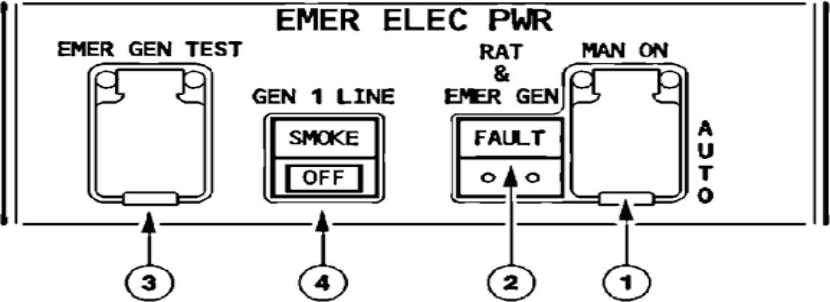 EMER ELEC PWR
EMER GEN TEST
GEN 1 LINE
SMOKE
OFF
RAT
&
EMER GEN
FAULT
MAN ON
AUTO
3
4
2
1